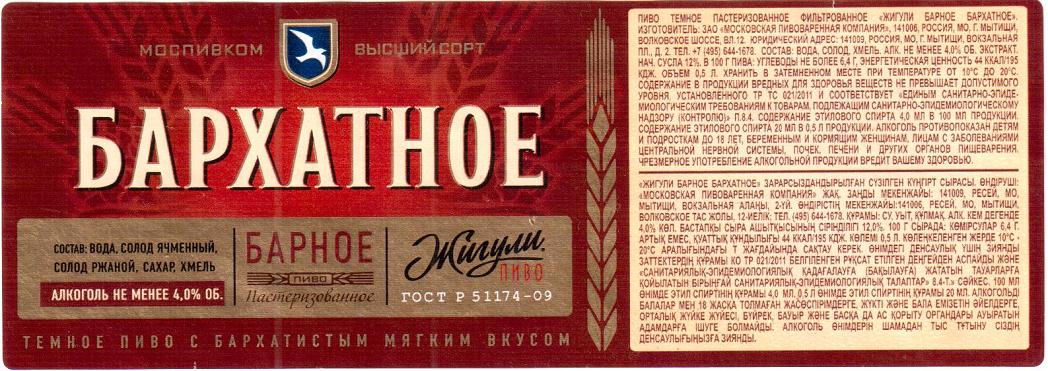 МОСПИВКОМ ВЫСШИЙ СОРТ
БАРХАТНОЕ
СОСТАВ: ВОДА, СОЛОД ЯЧМЕННЫЙ,
СОЛОД РЖАНОЙ, САХАР, ХМЕЛЬ
АЛКОГОЛЬ НЕ МЕНЕЕ 4,0% ОБ.
БАРНОЕ
ПИВО
Пастеризованное
Жигули.
ПИВО
ГОСТ Р 51174-09
ТЕМНОЕ ПИВО С БАРХАТИСТЫМ МЯГКИМ ВКУСОМ
ПИВО ТЕМНОЕ ПАСТЕРИЗОВАННОЕ ФИЛЬТРОВАННОЕ «ЖИГУЛИ БАРНОЕ БАРХАТНОЕ».
ИЗГОТОВИТЕЛЬ: ЗАО «МОСКОВСКАЯ ПИВОВАРЕННАЯ КОМПАНИЯ», 141006, РОССИЯ, МО, Г. МЫТИЩИ,
ВОЛКОВСКОЕ ШОССЕ, ВЛ. 12. ЮРИДИЧЕСКИЙ АДРЕС: 141009, РОССИЯ, МО, Г. МЫТИЩИ, ВОКЗАЛЬНАЯ
ПЛ., Д. 2. ТЕЛ. +7 (495) 644-1678. СОСТАВ: ВОДА, СОЛОД, ХМЕЛЬ. АЛК. НЕ МЕНЕЕ 4,0% ОБ. ЭКСТРАКТ.
НАЧ. СУСЛА 12%. В 100 Г ПИВА: УГЛЕВОДЫ НЕ БОЛЕЕ 6,4 Г, ЭНЕРГЕТИЧЕСКАЯ ЦЕННОСТЬ 44 ККАЛ/195
КДЖ. ОБЪЕМ 0,5 Л. ХРАНИТЬ В ЗАТЕМНЕННОМ МЕСТЕ ПРИ ТЕМПЕРАТУРЕ ОТ 10°С ДО 20°С.
СОДЕРЖАНИЕ В ПРОДУКЦИИ ВРЕДНЫХ ДЛЯ ЗДОРОВЬЯ ВЕЩЕСТВ НЕ ПРЕВЫШАЕТ ДОПУСТИМОГО
УРОВНЯ, УСТАНОВЛЕННОГО ТР ТС 021/2011 И СООТВЕТСТВУЕТ «ЕДИНЫМ САНИТАРНО-ЭПИДЕ-
МИОЛОГИЧЕСКИМ ТРЕБОВАНИЯМ К ТОВАРАМ, ПОДЛЕЖАЩИМ САНИТАРНО-ЭПИДЕМИОЛОГИЧЕСКОМУ
НАДЗОРУ (КОНТРОЛЮ)» П.8.4. СОДЕРЖАНИЕ ЭТИЛОВОГО СПИРТА 4,0 МЛ В 100 МЛ ПРОДУКЦИИ.
СОДЕРЖАНИЕ ЭТИЛОВОГО СПИРТА 20 МЛ В 0,5 Л ПРОДУКЦИИ. АЛКОГОЛЬ ПРОТИВОПОКАЗАН ДЕТЯМ
И ПОДРОСТКАМ ДО 18 ЛЕТ, БЕРЕМЕННЫМ И КОРМЯЩИМ ЖЕНЩИНАМ, ЛИЦАМ С ЗАБОЛЕВАНИЯМИ
ЦЕНТРАЛЬНОЙ НЕРВНОЙ СИСТЕМЫ, ПОЧЕК, ПЕЧЕНИ И ДРУГИХ ОРГАНОВ ПИЩЕВАРЕНИЯ.
ЧРЕЗМЕРНОЕ УПОТРЕБЛЕНИЕ АЛКОГОЛЬНОЙ ПРОДУКЦИИ ВРЕДИТ ВАШЕМУ ЗДОРОВЬЮ.
«ЖИГУЛИ БАРНОЕ БАРХАТНОЕ» ЗАРАРСЫЗДАНДЫРЫЛҒАН СҮЗІЛГЕН КҮҢГІРТ СЫРАСЫ. ӨНДІРУШІ:
«МОСКОВСКАЯ ПИВОВАРЕННАЯ КОМПАНИЯ» ЖАҚ. ЗАҢДЫ МЕКЕНЖАЙЫ: 141009, РЕСЕЙ, МО,
МЫТИЩИ, ВОКЗАЛЬНАЯ АЛАҢЫ, 2-ҮЙ. ӨНДІРІСТІҢ МЕКЕНЖАЙЫ:141006, РЕСЕЙ, МО, МЫТИЩИ,
ВОЛКОВСКОЕ ТАС ЖОЛЫ, 12-ИЕЛІК; ТЕЛ. (495) 644-1678. ҚҰРАМЫ: СУ, УЫТ, ҚҰЛМАҚ. АЛК. КЕМ ДЕГЕНДЕ
4,0% КӨЛ. БАСТАПҚЫ СЫРА АШЫТҚЫСЫНЫҢ СІРІНДІЛІГІ 12,0%. 100 Г СЫРАДА: КӨМІРСУЛАР 6,4 Г.
АРТЫҚ ЕМЕС, ҚУАТТЫҚ ҚҰНДЫЛЫҒЫ 44 ККАЛ/195 КДЖ. КӨЛЕМІ 0,5 Л. КӨЛЕҢКЕЛЕНГЕН ЖЕРДЕ 10°С -
20°С АРАЛЫҒЫНДАҒЫ Т ЖАҒДАЙЫНДА САҚТАУ КЕРЕК. ӨНІМДЕГІ ДЕНСАУЛЫҚ ҮШІН ЗИЯНДЫ
ЗАТТЕКТЕРДІҢ ҚҰРАМЫ КО ТР 021/2011 БЕЛГІЛЕНГЕН РҰҚСАТ ЕТІЛГЕН ДЕҢГЕЙДЕН АСПАЙДЫ ЖӘНЕ
«САНИТАРИЯЛЫҚ-ЭПИДЕМИОЛОГИЯЛЫҚ ҚАДАҒАЛАУҒА (БАҚЫЛАУҒА) ЖАТАТЫН ТАУАРЛАРҒА
ҚОЙЫЛАТЫН БІРЫҢҒАЙ САНИТАРИЯЛЫҚ-ЭПИДЕМИОЛОГИЯЛЫҚ ТАЛАПТАР» 8.4-Т.» СӘЙКЕС. 100 МЛ
ӨНІМДЕ ЭТИЛ СПИРТІНІҢ ҚҰРАМЫ 4,0 МЛ. 0,5 Л ӨНІМДЕ ЭТИЛ СПИРТІНІҢ ҚҰРАМЫ 20 МЛ. АЛКОГОЛЬДІ
БАЛАЛАР МЕН 18 ЖАСҚА ТОЛМАҒАН ЖАСӨСПІРІМДЕРГЕ, ЖҮКТІ ЖӘНЕ БАЛА ЕМІЗЕТІН ӘЙЕЛДЕРГЕ,
ОРТАЛЫҚ ЖҮЙКЕ ЖҮЙЕСІ, БҮЙРЕК, БАУЫР ЖӘНЕ БАСҚА ДА АС ҚОРЫТУ ОРГАНДАРЫ АУЫРАТЫН
АДАМДАРҒА ІШУГЕ БОЛМАЙДЫ. АЛКОГОЛЬ ӨНІМДЕРІН ШАМАДАН ТЫС ТҰТЫНУ СІЗДІҢ
ДЕНСАУЛЫҒЫҢЫЗҒА ЗИЯНДЫ.